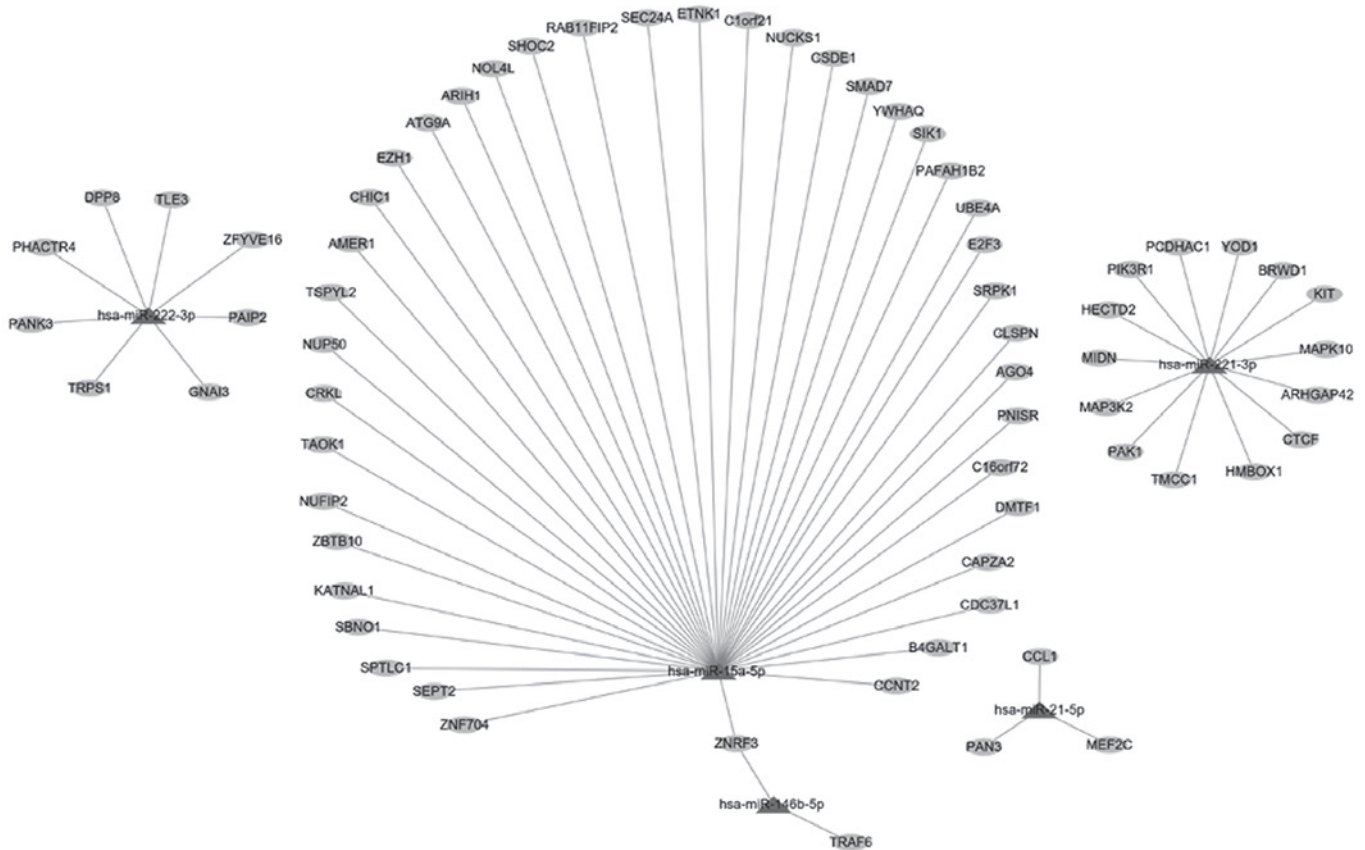 ETNK1
SEC24A
C1orf21
RAB11FIP2
NUCKS1
SHOC2
CSDE1
NOL4L
SMAD7
ARIH1
YWHAQ
ATG9A
SIK1
EZH1
PAFAH1B2
CHIC1
UBE4A
AMER1
E2F3
TSPYL2
SRPK1
NUP50
CLSPN
CRKL
AGO4
TAOK1
PNISR
C16orf72
NUFIP2
DMTF1
ZBTB10
CAPZA2
KATNAL1
CDC37L1
SBNO1
B4GALT1
SPTLC1
hsa-miR-15a-5p
SEPT2
CCNT2
ZNF704
ZNRF3
hsa-miR-146b-5p
TRAF6
DPP8
TLE3
PHACTR4
ZFYVE16
hsa-miR-222-3p
PANK3
PAIP2
TRPS1
GNAI3
PCDHAC1
YOD1
PIK3R1
BRWD1
KIT
HECTD2
MIDN
MAPK10
hsa-miR-221-3p
ARHGAP42
MAP3K2
CTCF
PAK1
TMCC1
HMBOX1
CCL1
hsa-miR-21-5p
PAN3
MEF2C